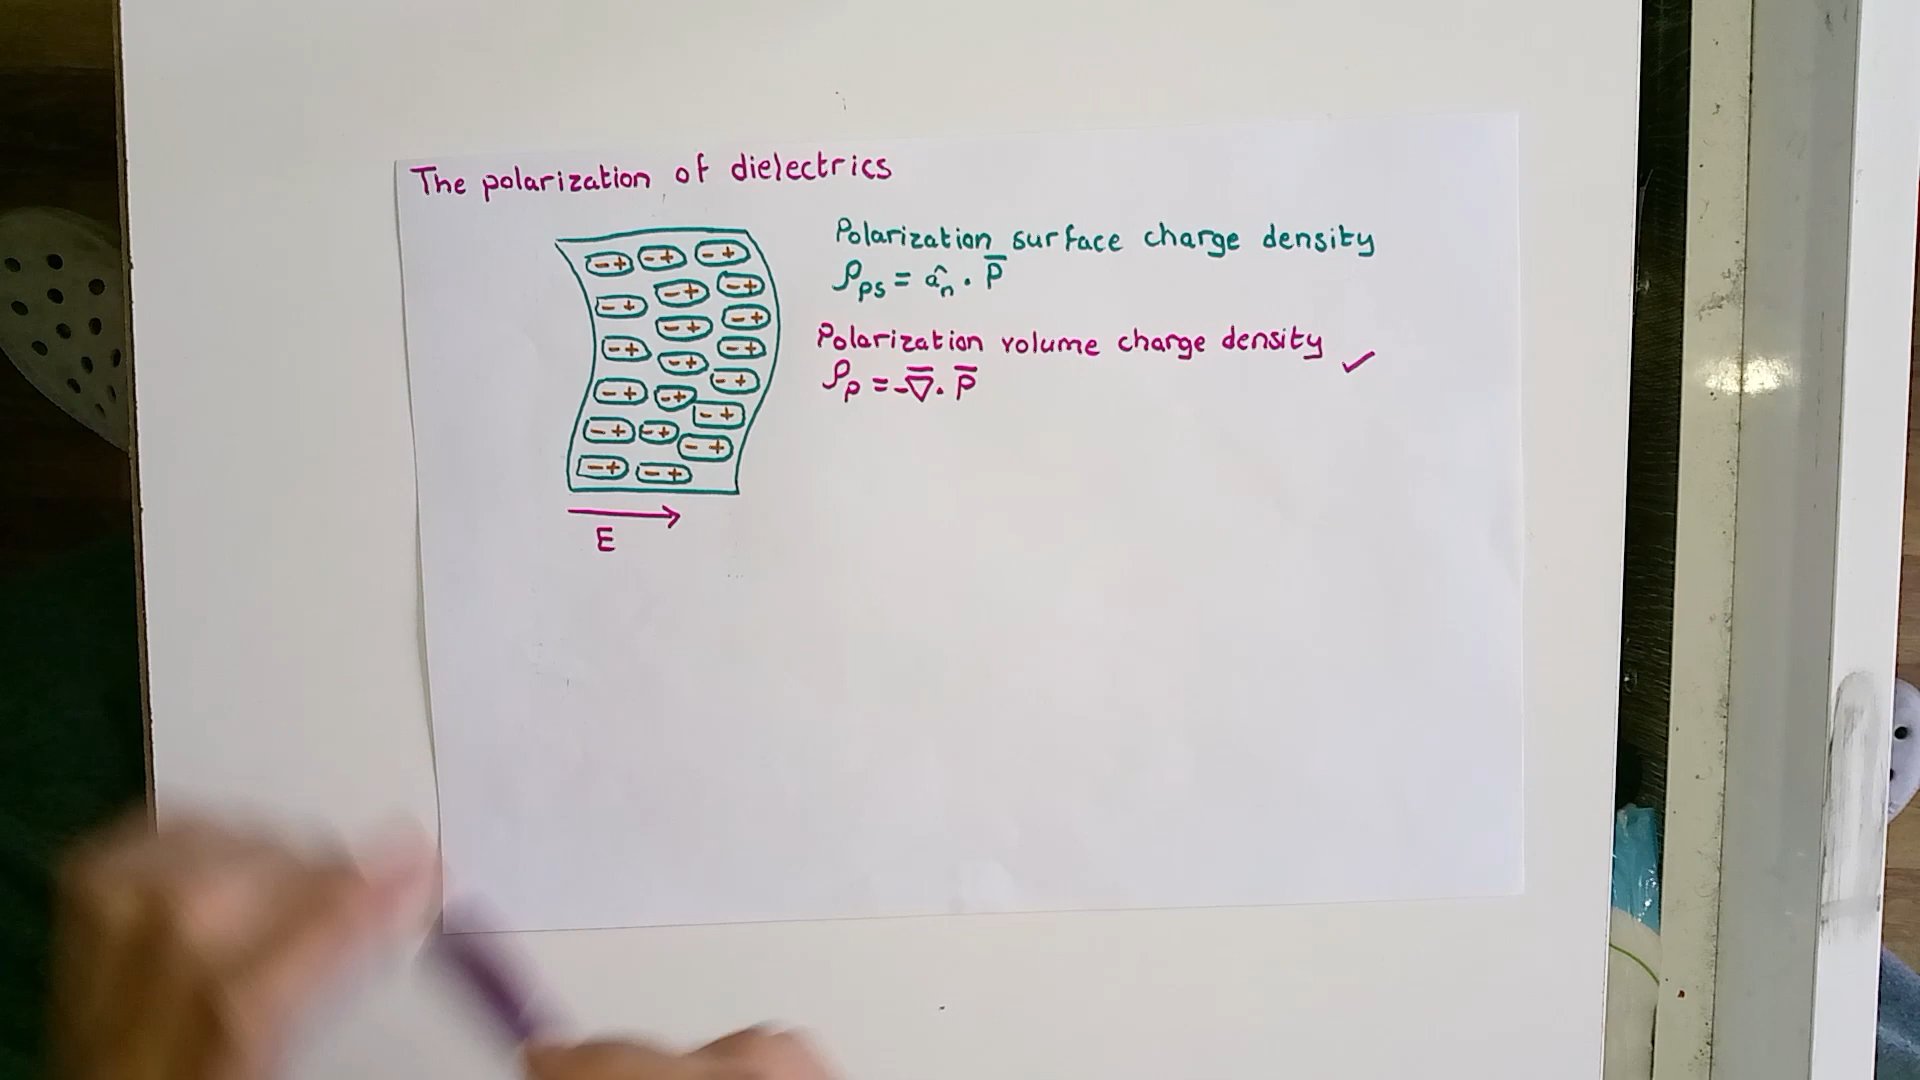 The polarization of dielectrics
Polarization surface charge density
ρps = ân . P̅
Polarization volume charge density ✓
ρp = -∇̅ . P̅
- + - + - +
- + - + - +
- + - +
- + - + - +
- + - + - +
- +
- + - + - +
- + - +
E